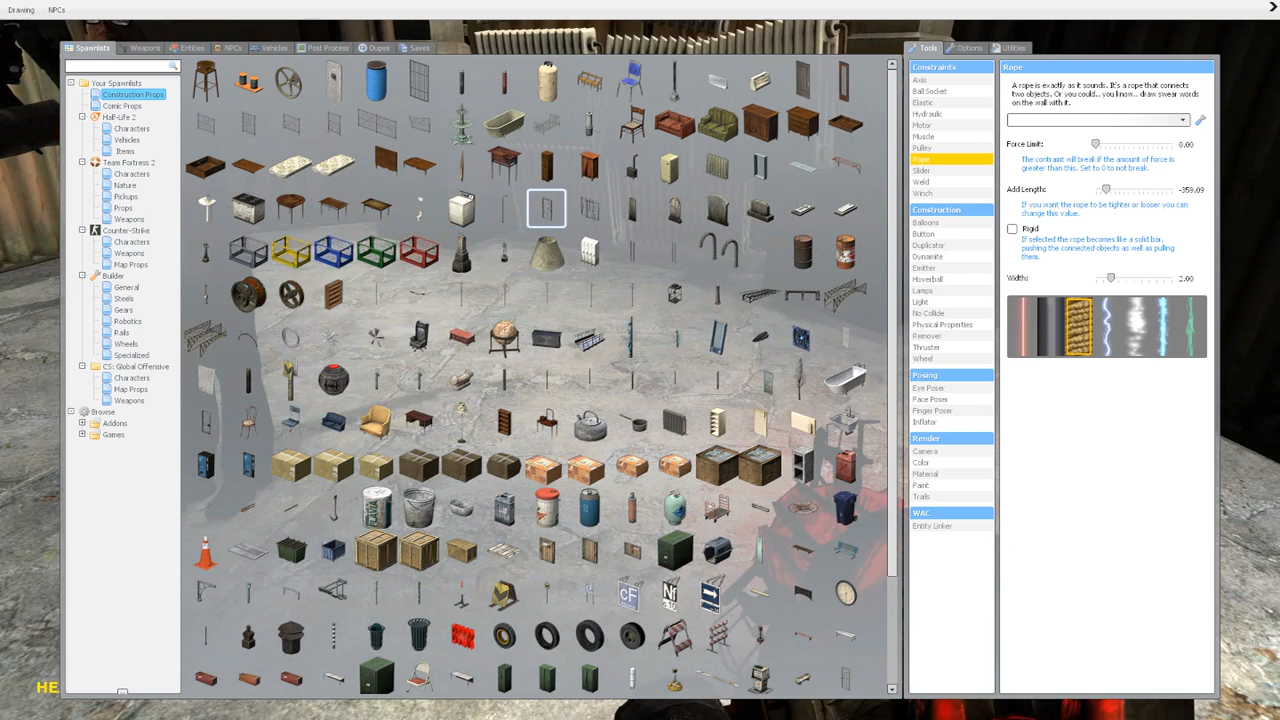 Drawing NPCs
Spawnlists Weapons Entities NPCs Vehicles Post Process Dupes Saves
Your Spawnlists
Construction Props
Comic Props
Half-Life 2
Characters
Vehicles
Items
Team Fortress 2
Characters
Nature
Pickups
Props
Weapons
Counter-Strike
Characters
Weapons
Map Props
Builder
General
Steels
Gears
Robotics
Rails
Wheels
Specialized
CS: Global Offensive
Characters
Map Props
Weapons
Browse
Addons
Games
HE
cF
Nf
Tools Options Utilities
Constraints
Axis
Ball Socket
Elastic
Hydraulic
Motor
Muscle
Pulley
Rope
Slider
Weld
Winch
Construction
Balloons
Button
Duplicator
Dynamite
Emitter
Hoverball
Lamps
Light
No Collide
Physical Properties
Remover
Thruster
Wheel
Posing
Eye Poser
Face Poser
Finger Poser
Inflator
Render
Camera
Color
Material
Paint
Trails
WAC
Entity Linker
Rope
A rope is exactly as it sounds. It's a rope that connects
two objects. Or you could.. you know.. draw swear words
on the wall with it.
Force Limit: 0.00
The contraint will break if the amount of force is
greater than this. Set to 0 to not break.
Add Length: -359.09
If you want the rope to be tighter or looser you can
change this value.
Rigid
If selected the rope becomes like a solid bar,
pushing the connected objects as well as pulling
them.
Width: 2.00